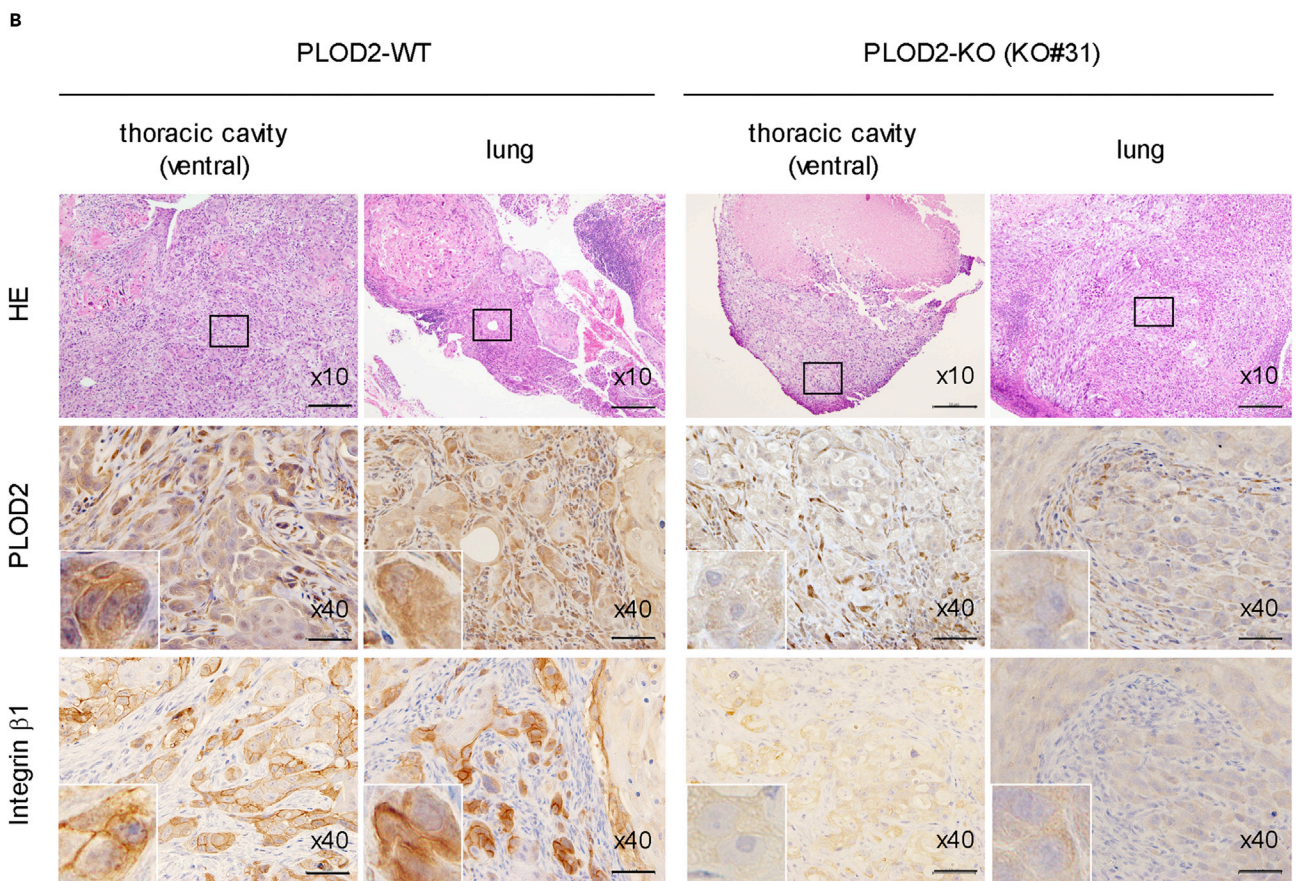 B
PLOD2-WT
PLOD2-KO (KO#31)
thoracic cavity
(ventral)
lung
thoracic cavity
(ventral)
lung
HE
x10
x10
x10
x10
PLOD2
x40
x40
x40
x40
Integrin β1
x40
x40
x40
x40